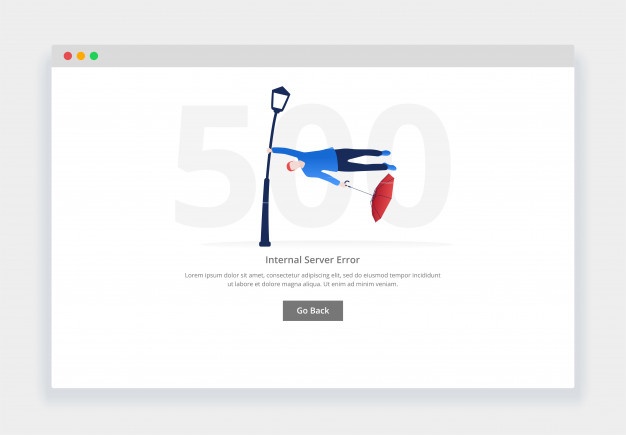 500
Internal Server Error
Lorem ipsum dolor sit amet, consectetur adipiscing elit, sed do eiusmod tempor incididunt
ut labore et dolore magna aliqua. Ut enim ad minim veniam.
Go Back